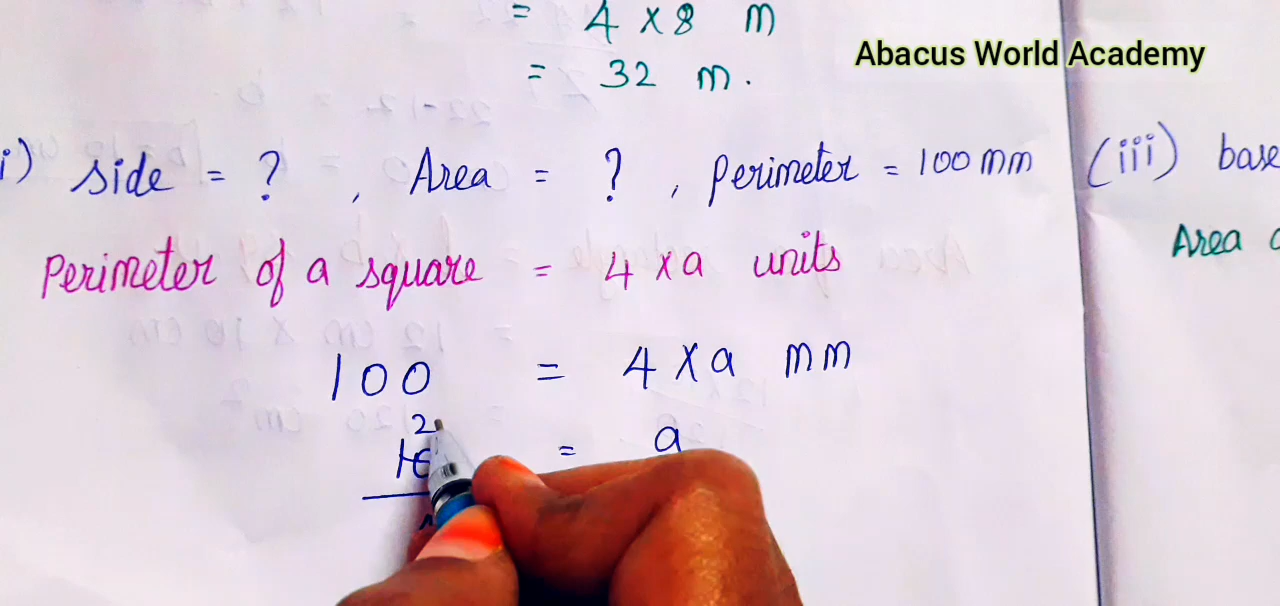 = 4 × 8 m
Abacus World Academy
= 32 m.
i) side = ? , Area = ? , Perimeter = 100 mm
(iii) base
Perimeter of a square = 4 × a units
Area
100 = 4 × a mm
2
= a